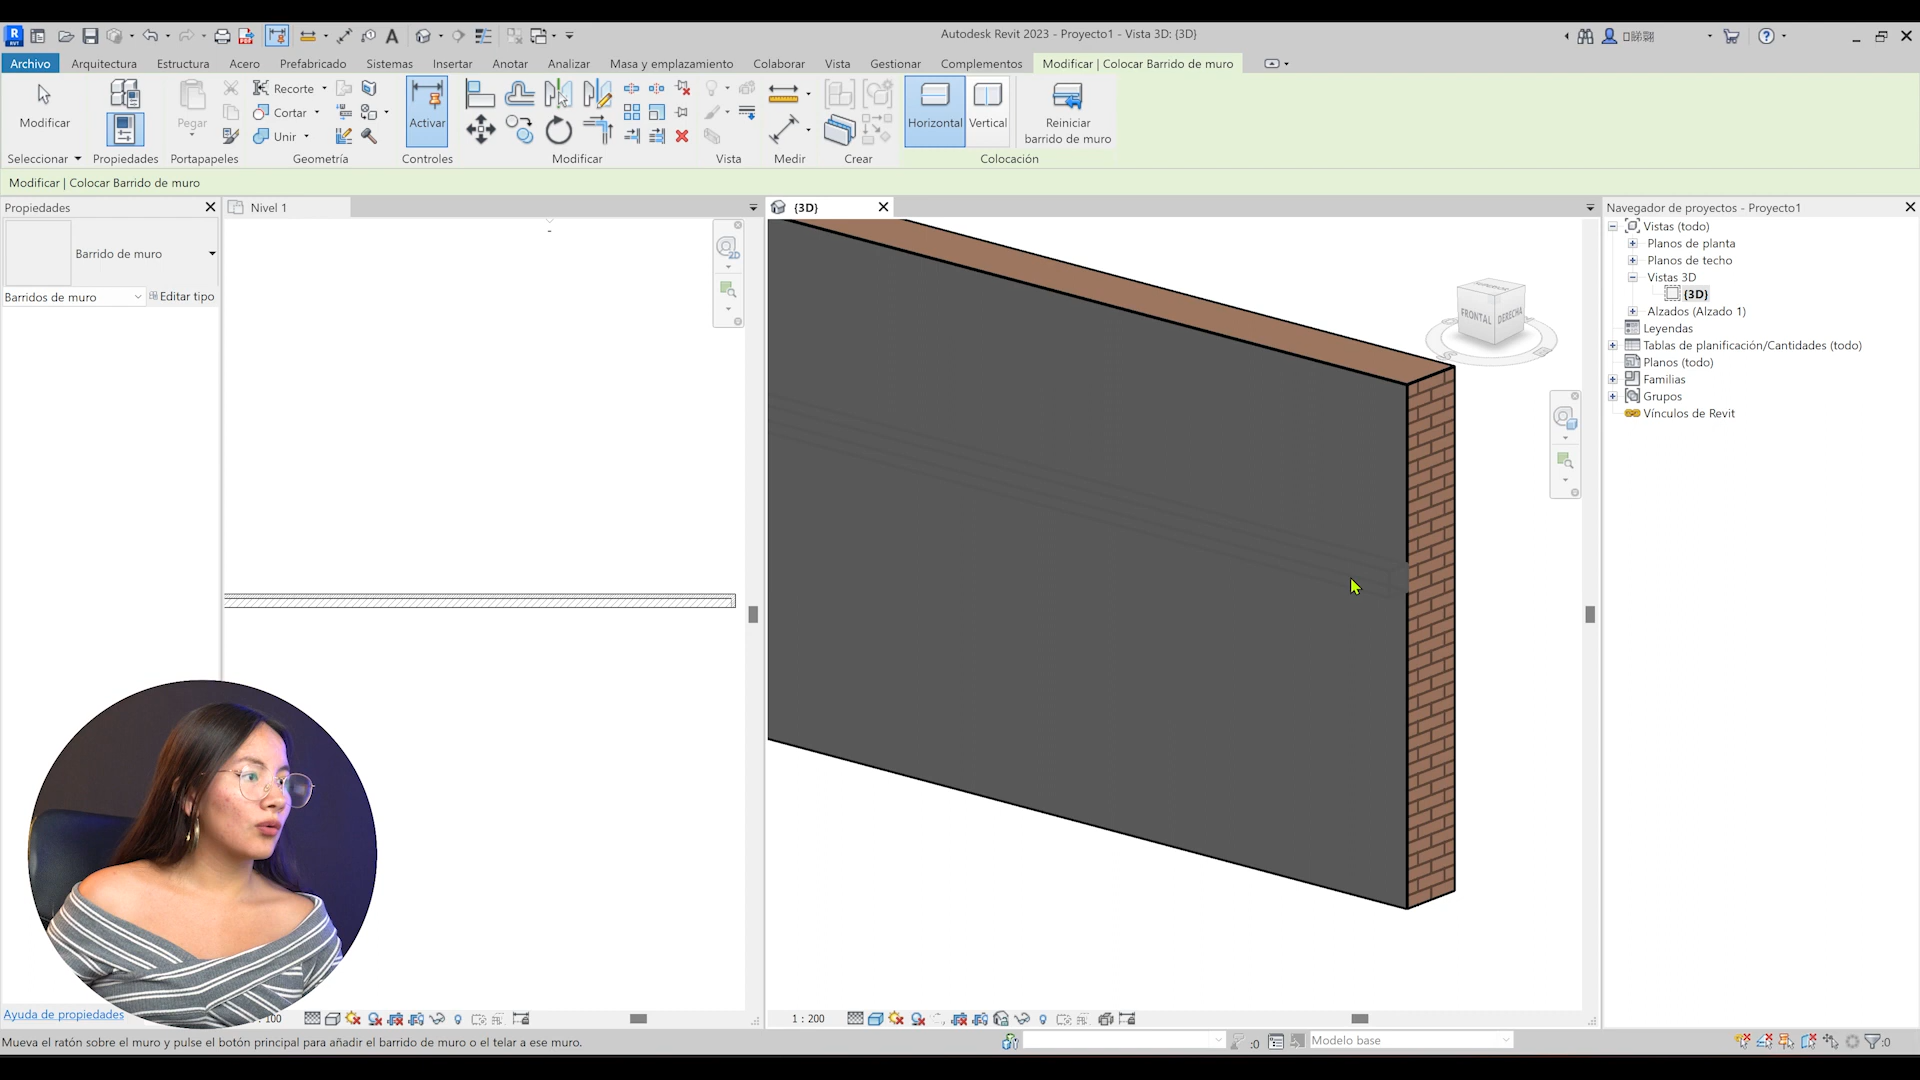 Autodesk Revit 2023 - Proyecto1 - Vista 3D: {3D}
Archivo Arquitectura Estructura Acero Prefabricado Sistemas Insertar Anotar Analizar Masa y emplazamiento Colaborar Vista Gestionar Complementos Modificar | Colocar Barrido de muro
Modificar
Pegar
Recorte
Cortar
Unir
Activar
Horizontal
Vertical
Reiniciar
barrido de muro
Seleccionar Propiedades Portapapeles Geometría Controles Modificar Vista Medir Crear Colocación
Modificar | Colocar Barrido de muro
Propiedades
Barrido de muro
Barridos de muro
Editar tipo
Ayuda de propiedades
Nivel 1
2D
{3D}
FRONTAL
DERECHA
Navegador de proyectos - Proyecto1
Vistas (todo)
Planos de planta
Planos de techo
Vistas 3D
{3D}
Alzados (Alzado 1)
Leyendas
Tablas de planificación/Cantidades (todo)
Planos (todo)
Familias
Grupos
Vínculos de Revit
: 100
1 : 200
Mueva el ratón sobre el muro y pulse el botón principal para añadir el barrido de muro o el telar a ese muro.
:0
Modelo base
:0